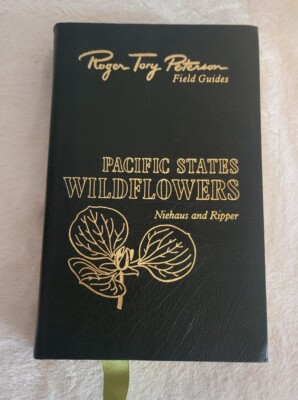 Roger Tory Peterson
Field Guides
PACIFIC STATES
WILDFLOWERS
Niehaus and Ripper